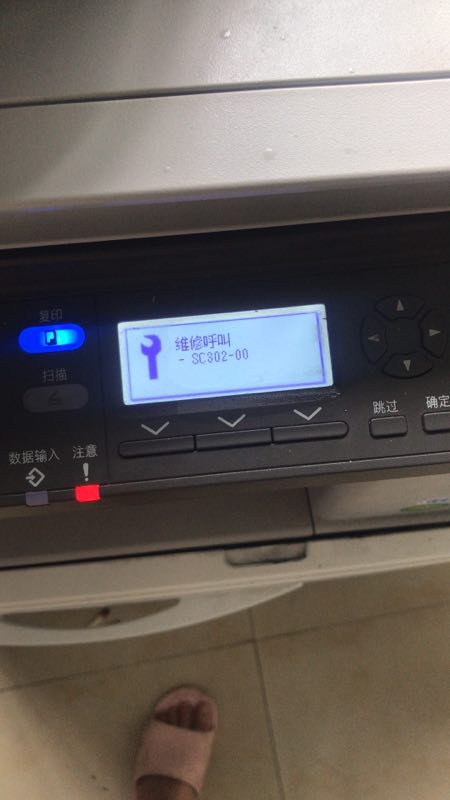 复印
维修呼叫
- SC302-00
扫描
跳过
确定
数据输入
注意
!